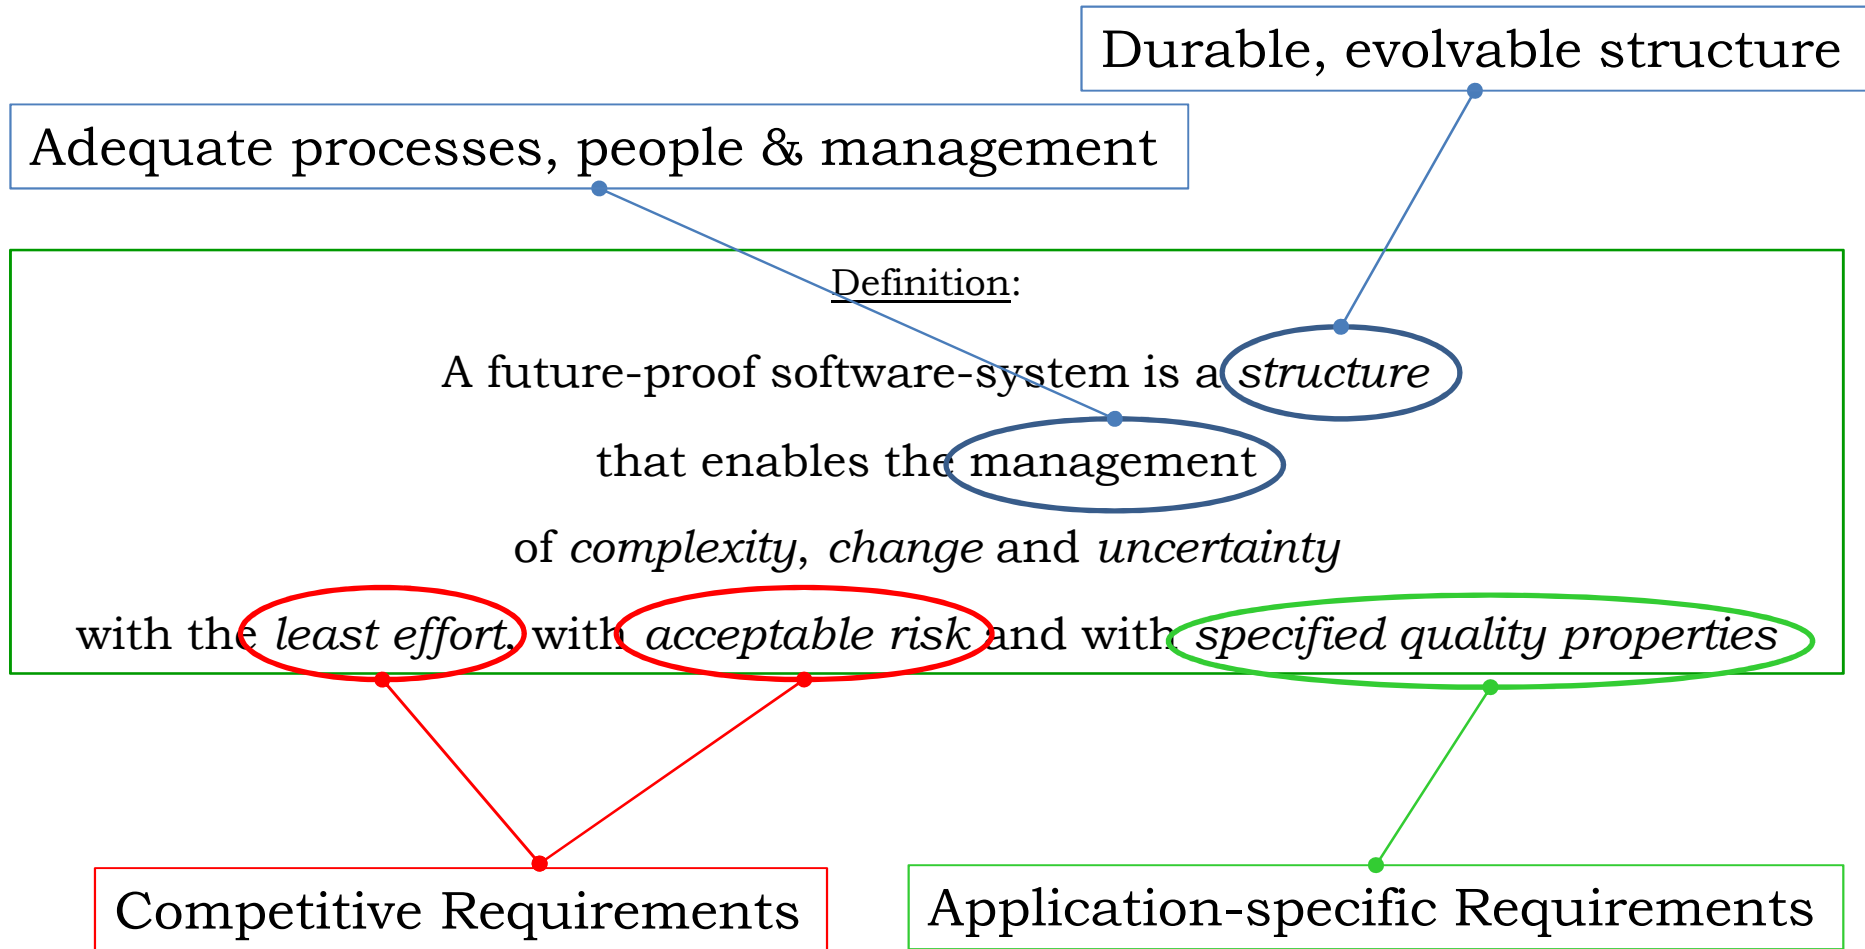 Durable, evolvable structure
Adequate processes, people & management
Definition:
A future-proof software-system is a structure
that enables the management
of complexity, change and uncertainty
with the least effort, with acceptable risk and with specified quality properties
Competitive Requirements
Application-specific Requirements